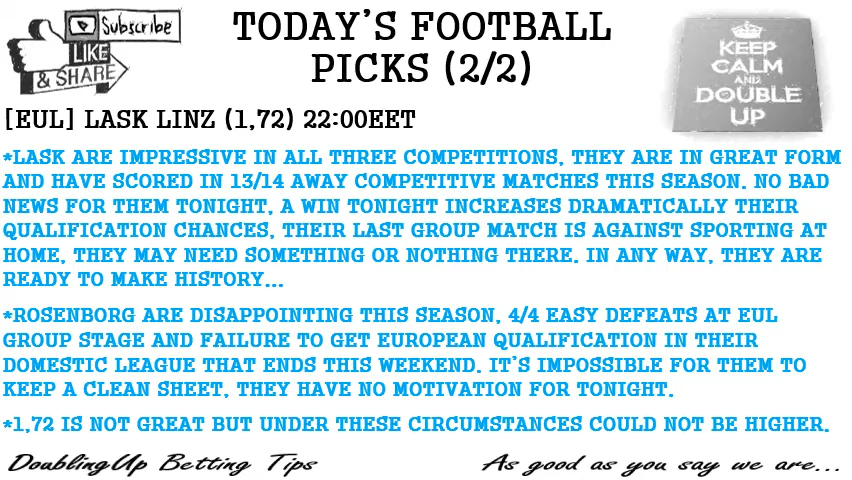 Subscribe
LIKE
& SHARE
TODAY'S FOOTBALL
PICKS (2/2)
KEEP
CALM
AND
DOUBLE
UP
[EUL] LASK LINZ (1,72) 22:00EET
*LASK ARE IMPRESSIVE IN ALL THREE COMPETITIONS, THEY ARE IN GREAT FORM
AND HAVE SCORED IN 13/14 AWAY COMPETITIVE MATCHES THIS SEASON. NO BAD
NEWS FOR THEM TONIGHT, A WIN TONIGHT INCREASES DRAMATICALLY THEIR
QUALIFICATION CHANCES, THEIR LAST GROUP MATCH IS AGAINST SPORTING AT
HOME, THEY MAY NEED SOMETHING OR NOTHING THERE. IN ANY WAY, THEY ARE
READY TO MAKE HISTORY...
*ROSENBORG ARE DISAPPOINTING THIS SEASON, 4/4 EASY DEFEATS AT EUL
GROUP STAGE AND FAILURE TO GET EUROPEAN QUALIFICATION IN THEIR
DOMESTIC LEAGUE THAT ENDS THIS WEEKEND. IT'S IMPOSSIBLE FOR THEM TO
KEEP A CLEAN SHEET, THEY HAVE NO MOTIVATION FOR TONIGHT.
*1,72 IS NOT GREAT BUT UNDER THESE CIRCUMSTANCES COULD NOT BE HIGHER.
DoublingUp Betting Tips
As good as you say we are...